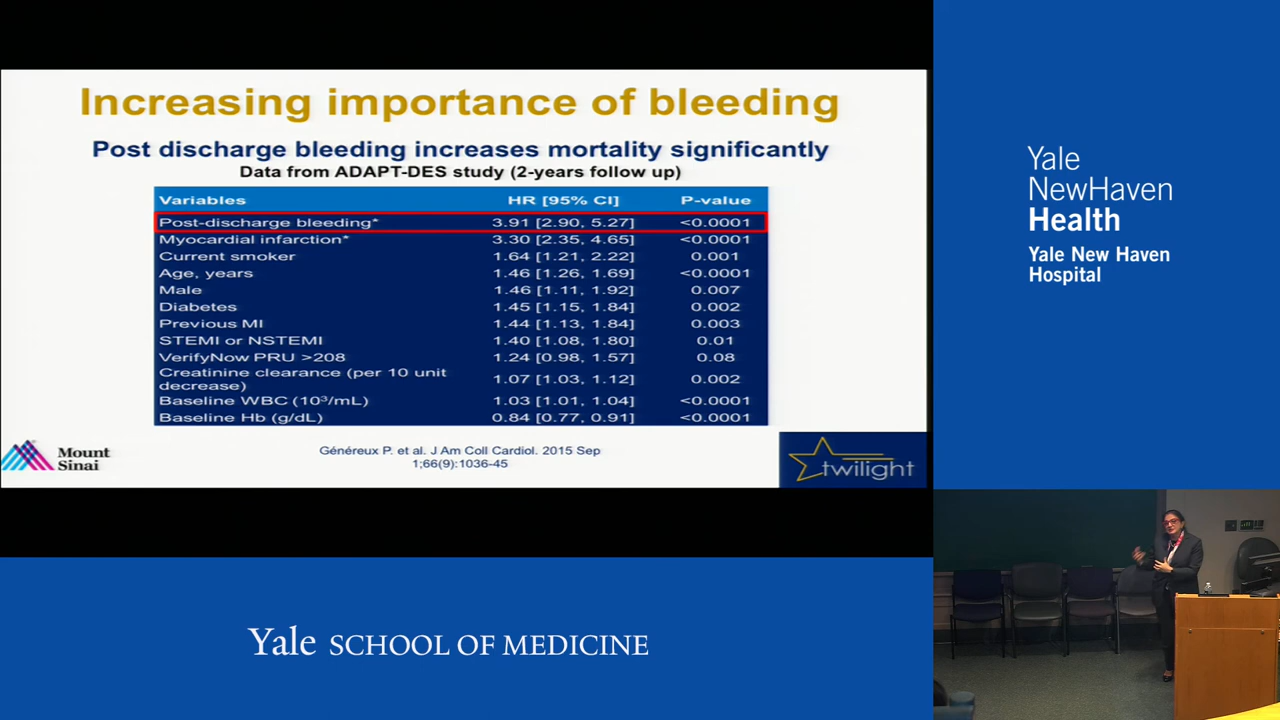 Increasing importance of bleeding
Post discharge bleeding increases mortality significantly
Data from ADAPT-DES study (2-years follow up)
Variables HR [95% CI] P-value
Post-discharge bleeding* 3.91 [2.90, 5.27] <0.0001
Myocardial infarction* 3.30 [2.35, 4.65] <0.0001
Current smoker 1.64 [1.21, 2.22] 0.001
Age, years 1.46 [1.26, 1.69] <0.0001
Male 1.46 [1.11, 1.92] 0.007
Diabetes 1.45 [1.15, 1.84] 0.002
Previous MI 1.44 [1.13, 1.84] 0.003
STEMI or NSTEMI 1.40 [1.08, 1.80] 0.01
VerifyNow PRU >208 1.24 [0.98, 1.57] 0.08
Creatinine clearance (per 10 unit
decrease) 1.07 [1.03, 1.12] 0.002
Baseline WBC (10³/mL) 1.03 [1.01, 1.04] <0.0001
Baseline Hb (g/dL) 0.84 [0.77, 0.91] <0.0001
Mount
Sinai
Généreux P. et al. J Am Coll Cardiol. 2015 Sep
1;66(9):1036-45
twilight
Yale
NewHaven
Health
Yale New Haven
Hospital
Yale SCHOOL OF MEDICINE